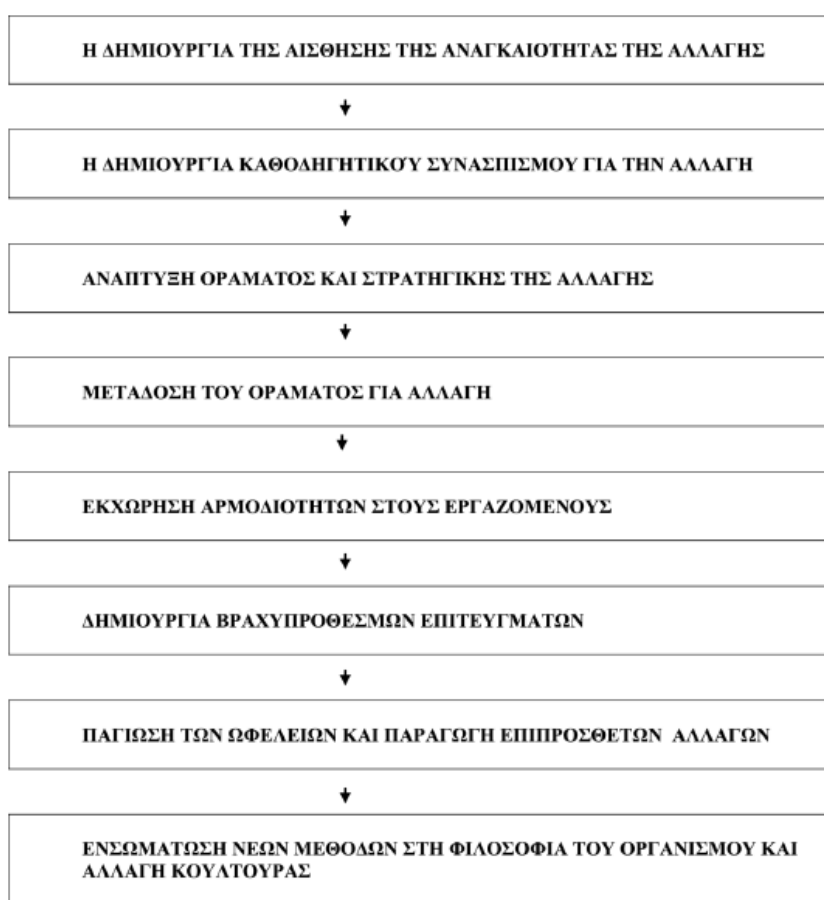 Η ΔΗΜΙΟΥΡΓΊΑ ΤΗΣ ΑΙΣΘΗΣΗΣ ΤΗΣ ΑΝΑΓΚΑΙΟΤΗΤΑΣ ΤΗΣ ΑΛΛΑΓΗΣ
Η ΔΗΜΙΟΥΡΓΊΑ ΚΑΘΟΔΗΓΗΤΙΚΟΎ ΣΥΝΑΣΠΙΣΜΟΥ ΓΙΑ ΤΗΝ ΑΛΛΑΓΗ
ΑΝΑΠΤΥΞΗ ΟΡΑΜΑΤΟΣ ΚΑΙ ΣΤΡΑΤΗΓΙΚΗΣ ΤΗΣ ΑΛΛΑΓΗΣ
ΜΕΤΑΔΟΣΗ ΤΟΥ ΟΡΑΜΑΤΟΣ ΓΙΑ ΑΛΛΑΓΗ
ΕΚΧΩΡΗΣΗ ΑΡΜΟΔΙΟΤΗΤΩΝ ΣΤΟΥΣ ΕΡΓΑΖΟΜΕΝΟΥΣ
ΔΗΜΙΟΥΡΓΙΑ ΒΡΑΧΥΠΡΟΘΕΣΜΩΝ ΕΠΙΤΕΥΓΜΑΤΩΝ
ΠΑΓΙΩΣΗ ΤΩΝ ΩΦΕΛΕΙΩΝ ΚΑΙ ΠΑΡΑΓΩΓΗ ΕΠΙΠΡΟΣΘΕΤΩΝ ΑΛΛΑΓΩΝ
ΕΝΣΩΜΑΤΩΣΗ ΝΕΩΝ ΜΕΘΟΔΩΝ ΣΤΗ ΦΙΛΟΣΟΦΙΑ ΤΟΥ ΟΡΓΑΝΙΣΜΟΥ ΚΑΙ
ΑΛΛΑΓΗ ΚΟΥΛΤΟΥΡΑΣ